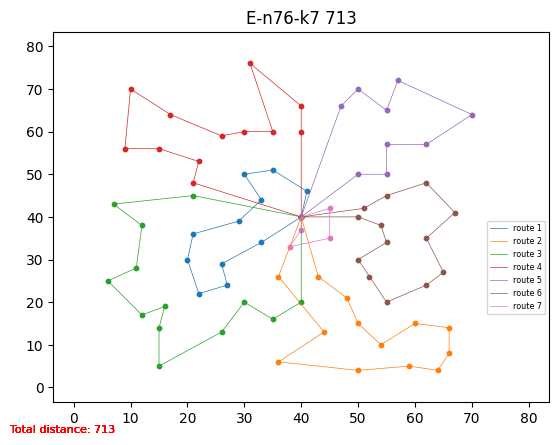 E-n76-k7 713
80
70
60
50
40
30
20
10
0
0 10 20 30 40 50 60 70 80
route 1
route 2
route 3
route 4
route 5
route 6
route 7
Total distance: 713